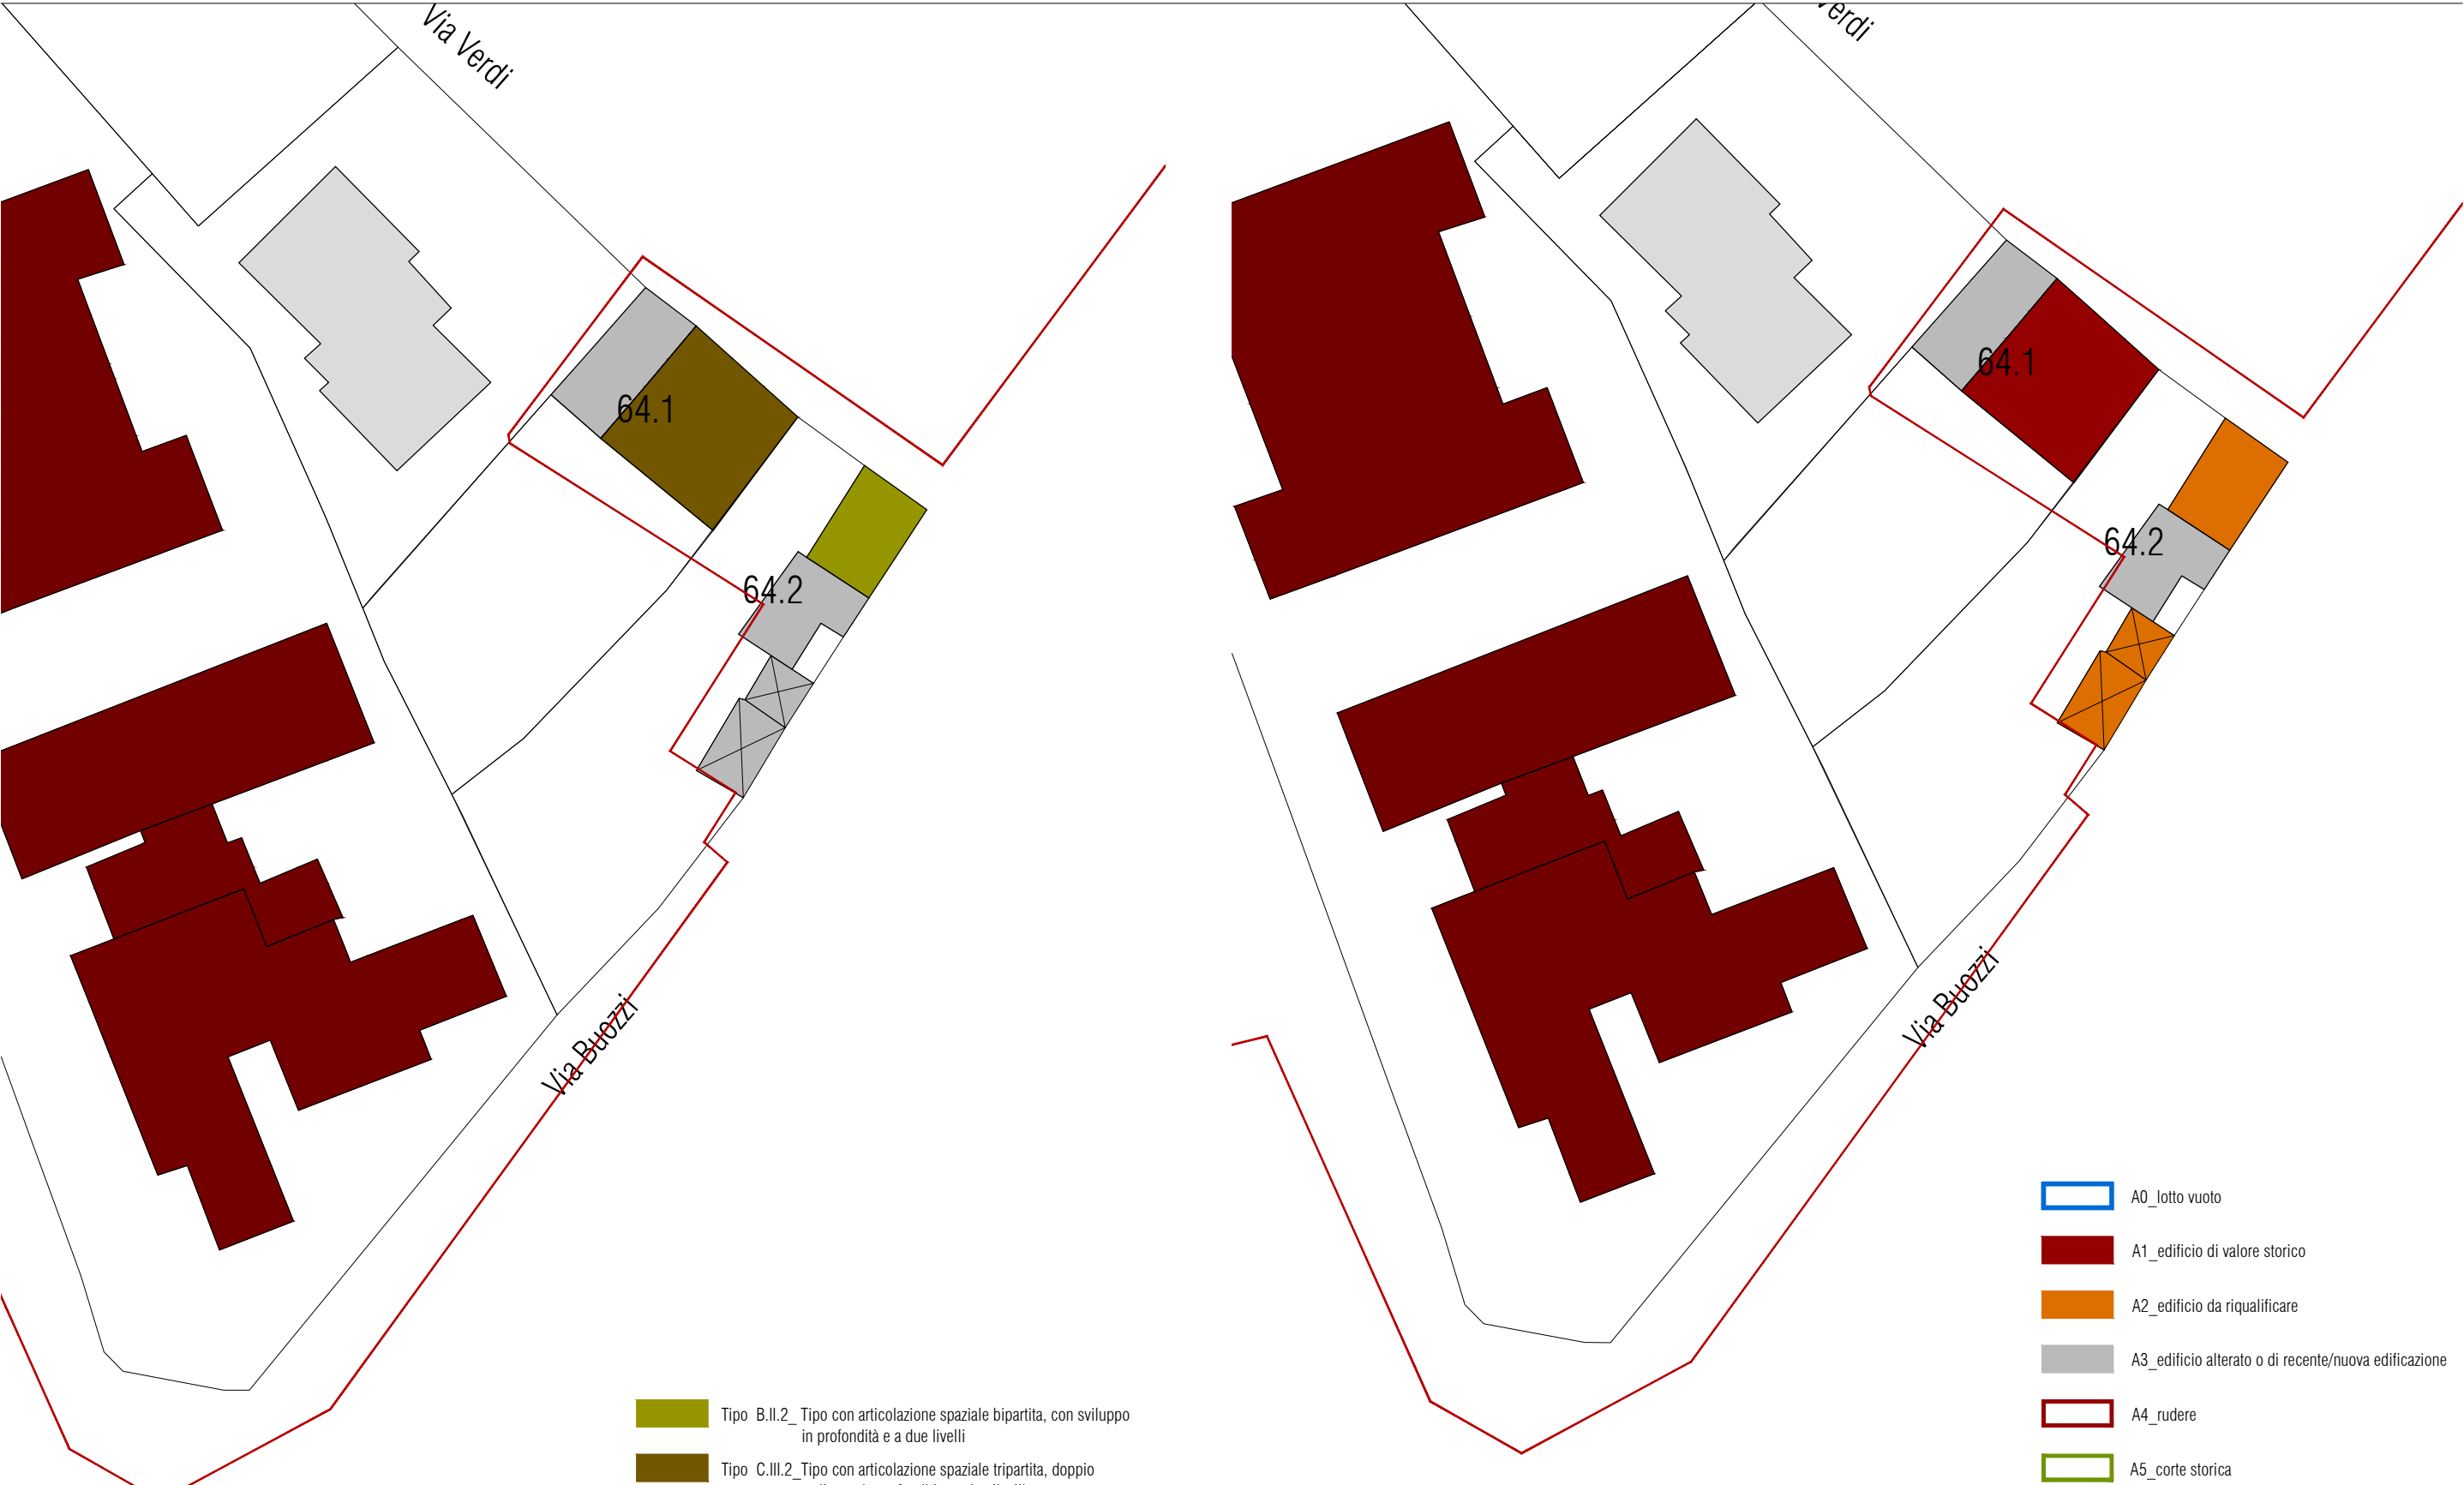 Via Verdi
64.1
64.2
Via Buozzi
Tipo B.II.2_ Tipo con articolazione spaziale bipartita, con sviluppo
in profondità e a due livelli
Tipo C.III.2_Tipo con articolazione spaziale tripartita, doppio
Verdi
64.1
64.2
Via Buozzi
A0_lotto vuoto
A1_edificio di valore storico
A2_edificio da riqualificare
A3_edificio alterato o di recente/nuova edificazione
A4_rudere
A5_corte storica